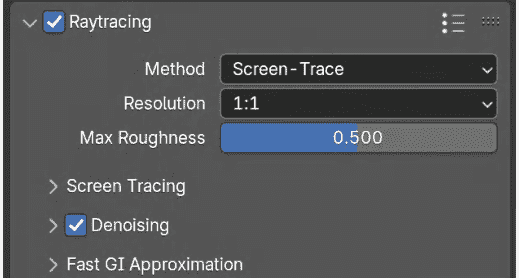 Raytracing
Method Screen-Trace
Resolution 1:1
Max Roughness 0.500
Screen Tracing
Denoising
Fast GI Approximation